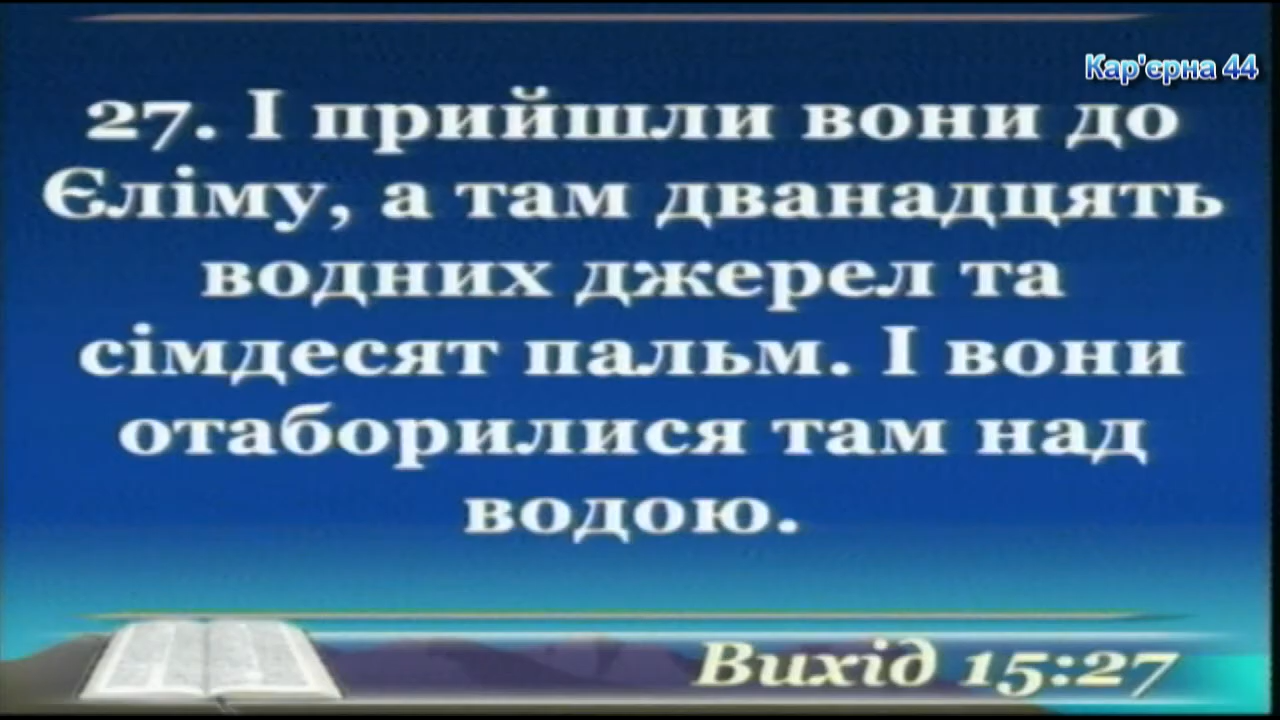 Кар'єрна 44
27. І прийшли вони до
Єліму, а там дванадцять
водних джерел та
сімдесят пальм. І вони
отаборилися там над
водою.
Вихід 15:27